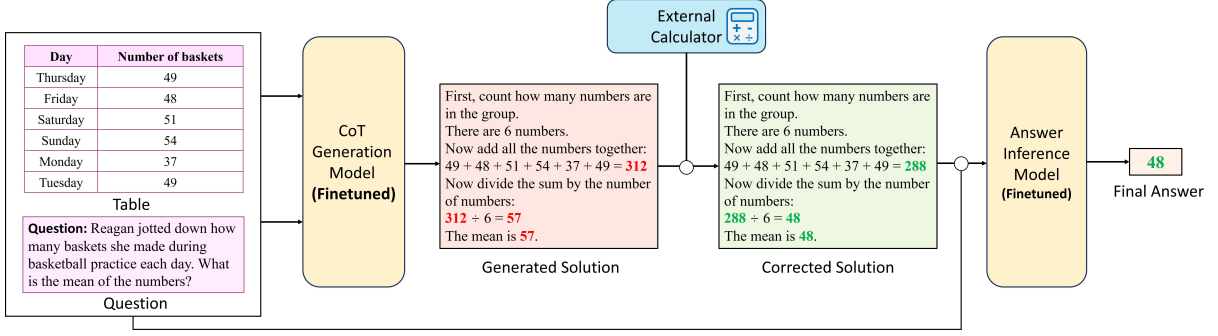 Day Number of baskets
Thursday 49
Friday 48
Saturday 51
Sunday 54
Monday 37
Tuesday 49
Table
Question: Reagan jotted down how
many baskets she made during
basketball practice each day. What
is the mean of the numbers?
Question
CoT
Generation
Model
(Finetuned)
First, count how many numbers are
in the group.
There are 6 numbers.
Now add all the numbers together:
49 + 48 + 51 + 54 + 37 + 49 = 312
Now divide the sum by the number
of numbers:
312 ÷ 6 = 57
The mean is 57.
Generated Solution
External
Calculator
First, count how many numbers are
in the group.
There are 6 numbers.
Now add all the numbers together:
49 + 48 + 51 + 54 + 37 + 49 = 288
Now divide the sum by the number
of numbers:
288 ÷ 6 = 48
The mean is 48.
Corrected Solution
Answer
Inference
Model
(Finetuned)
48
Final Answer